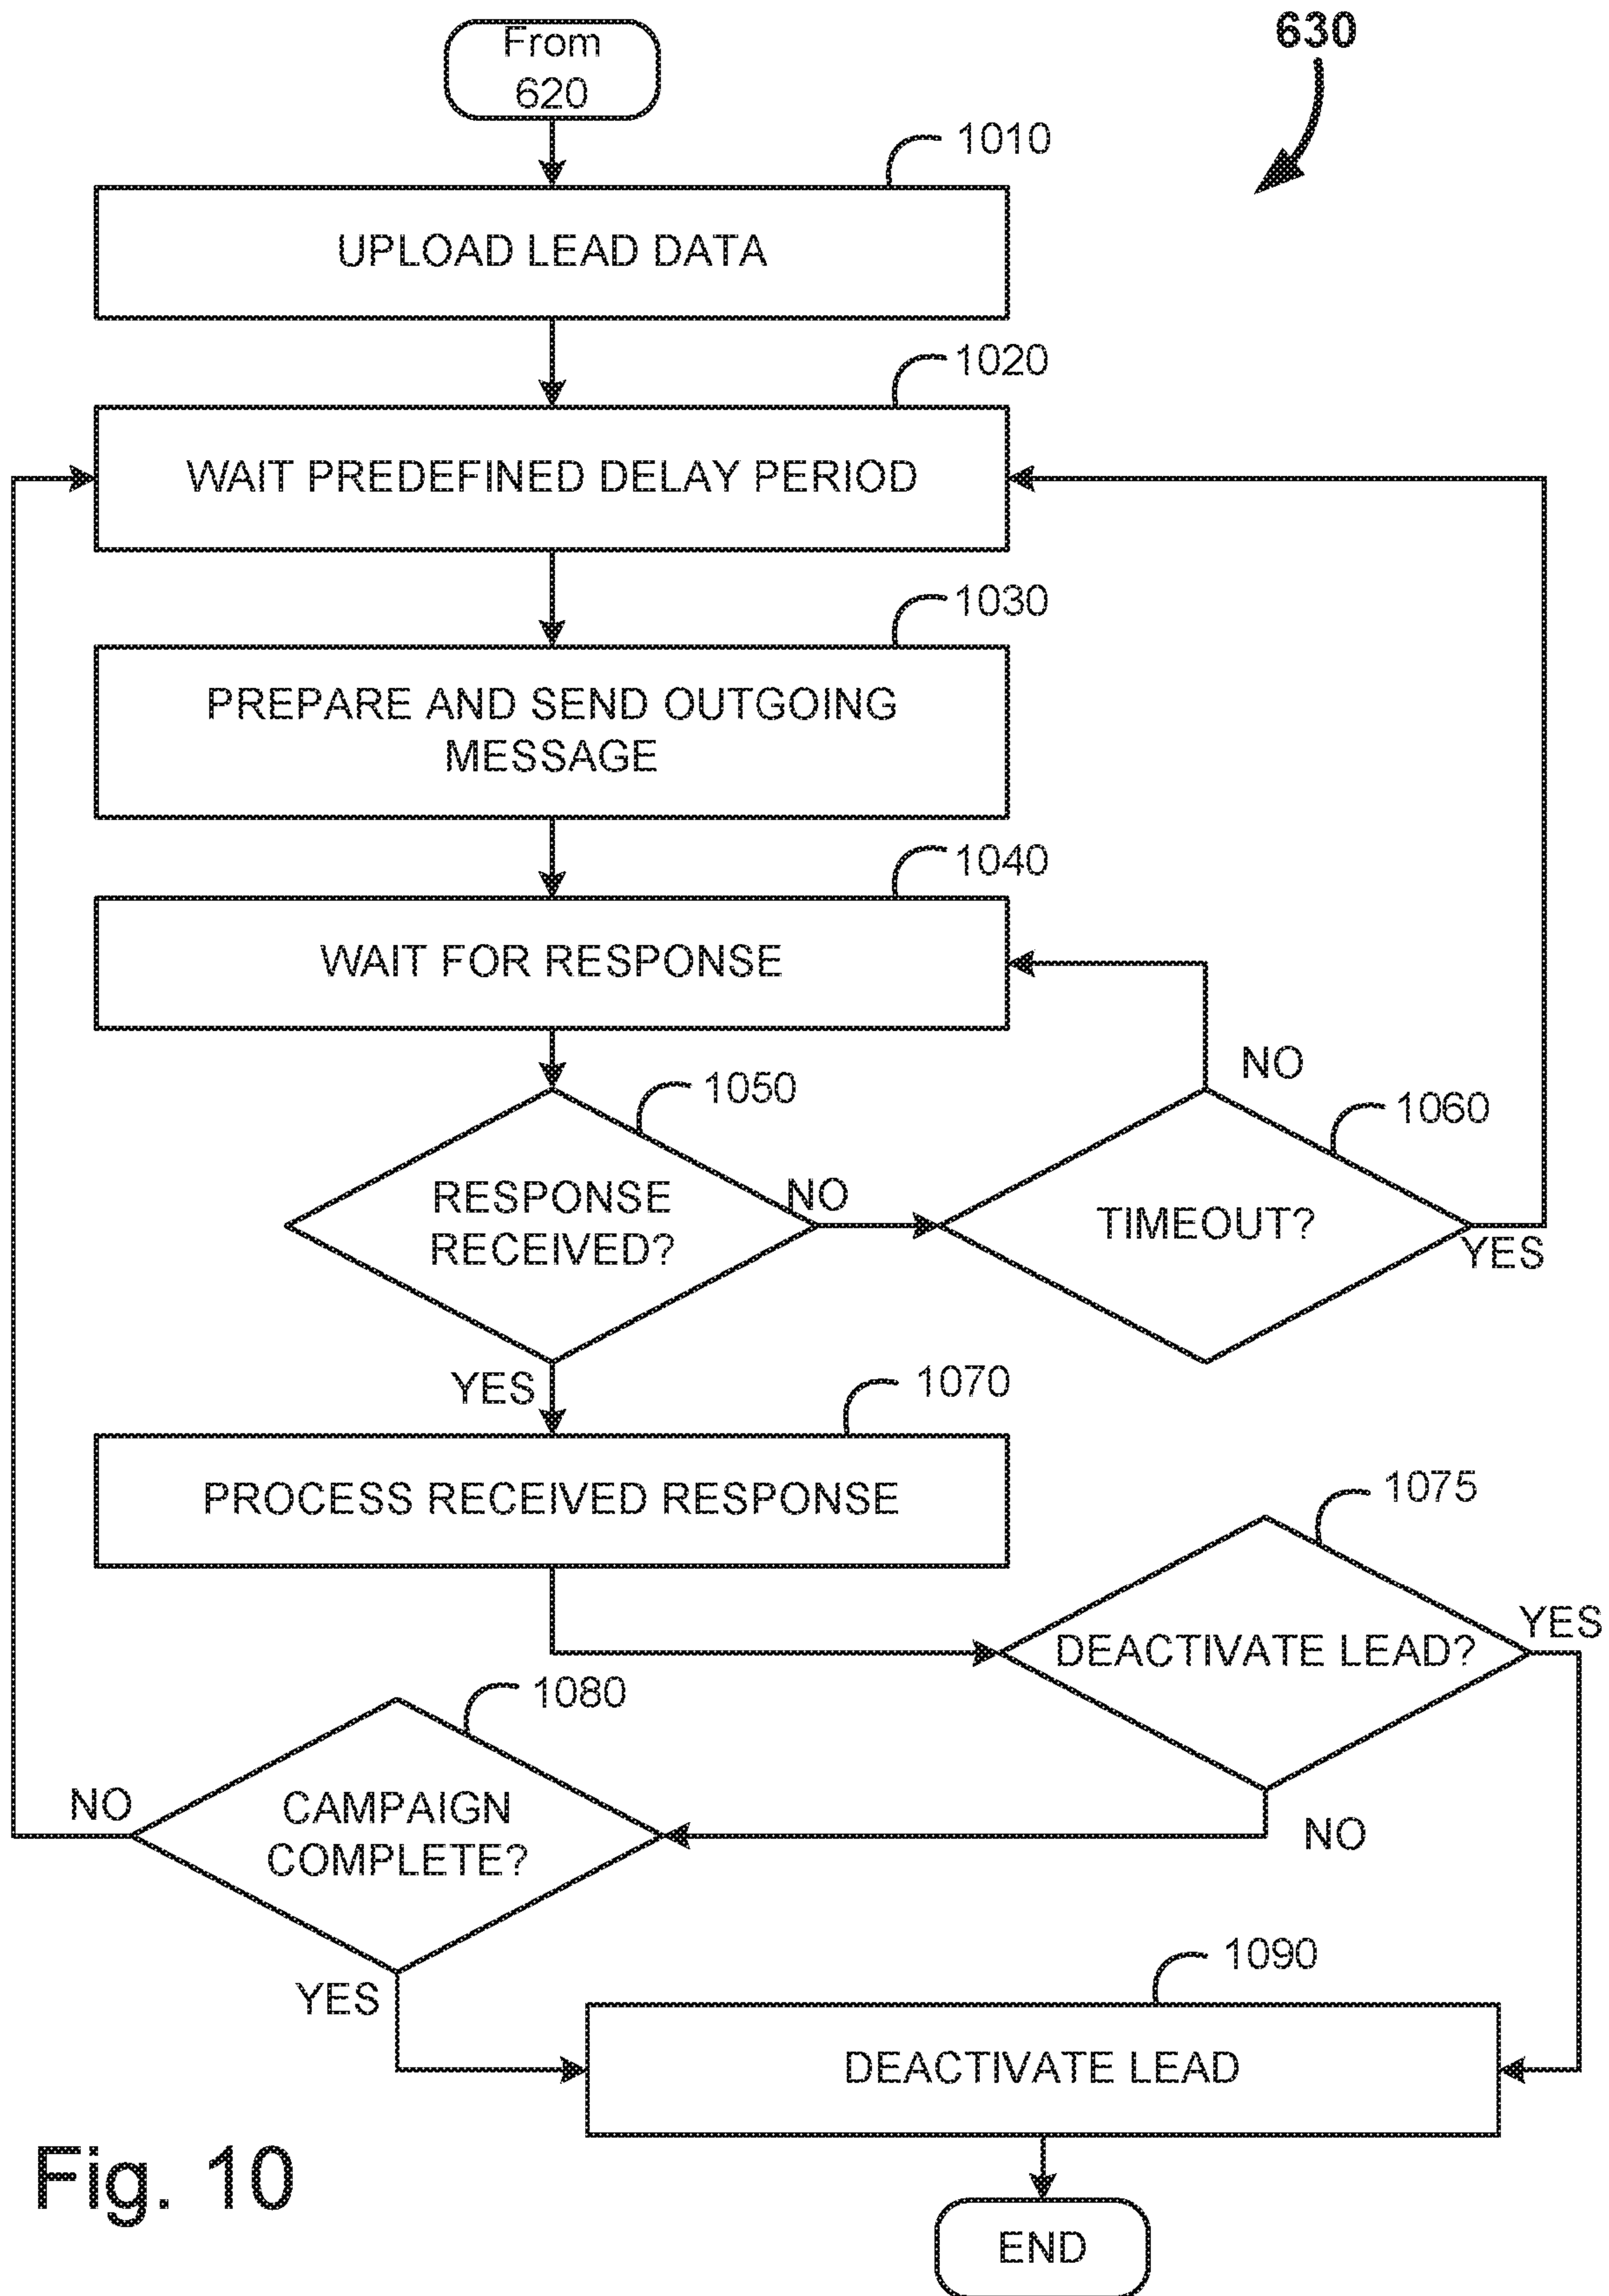 630
From
620
1010
UPLOAD LEAD DATA
1020
WAIT PREDEFINED DELAY PERIOD
1030
PREPARE AND SEND OUTGOING
MESSAGE
1040
WAIT FOR RESPONSE
NO
1050
1060
RESPONSE
RECEIVED?
NO
TIMEOUT?
YES
YES
1070
PROCESS RECEIVED RESPONSE
1075
YES
DEACTIVATE LEAD?
1080
NO
CAMPAIGN
COMPLETE?
NO
YES
1090
DEACTIVATE LEAD
Fig. 10
END